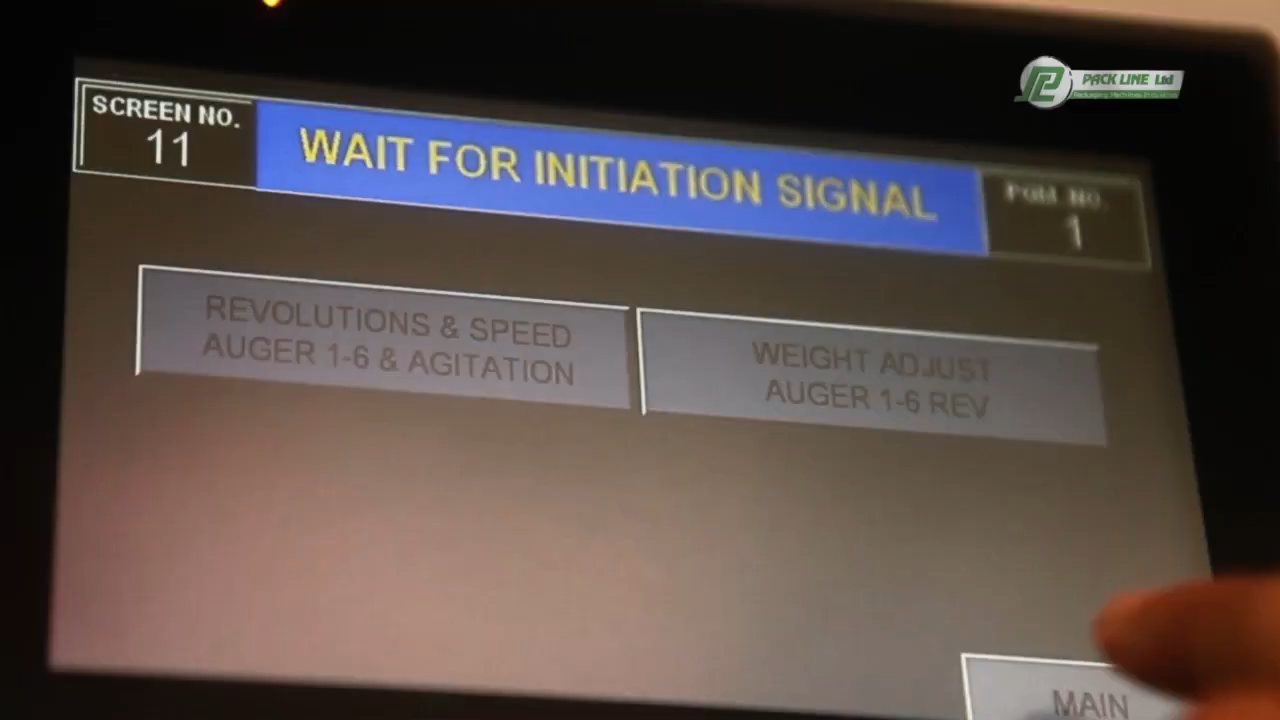 PACK LINE Ltd
SCREEN NO.
11
WAIT FOR INITIATION SIGNAL
PGM. NO.
1
REVOLUTIONS & SPEED
AUGER 1-6 & AGITATION
WEIGHT ADJUST
AUGER 1-6 REV
MAIN